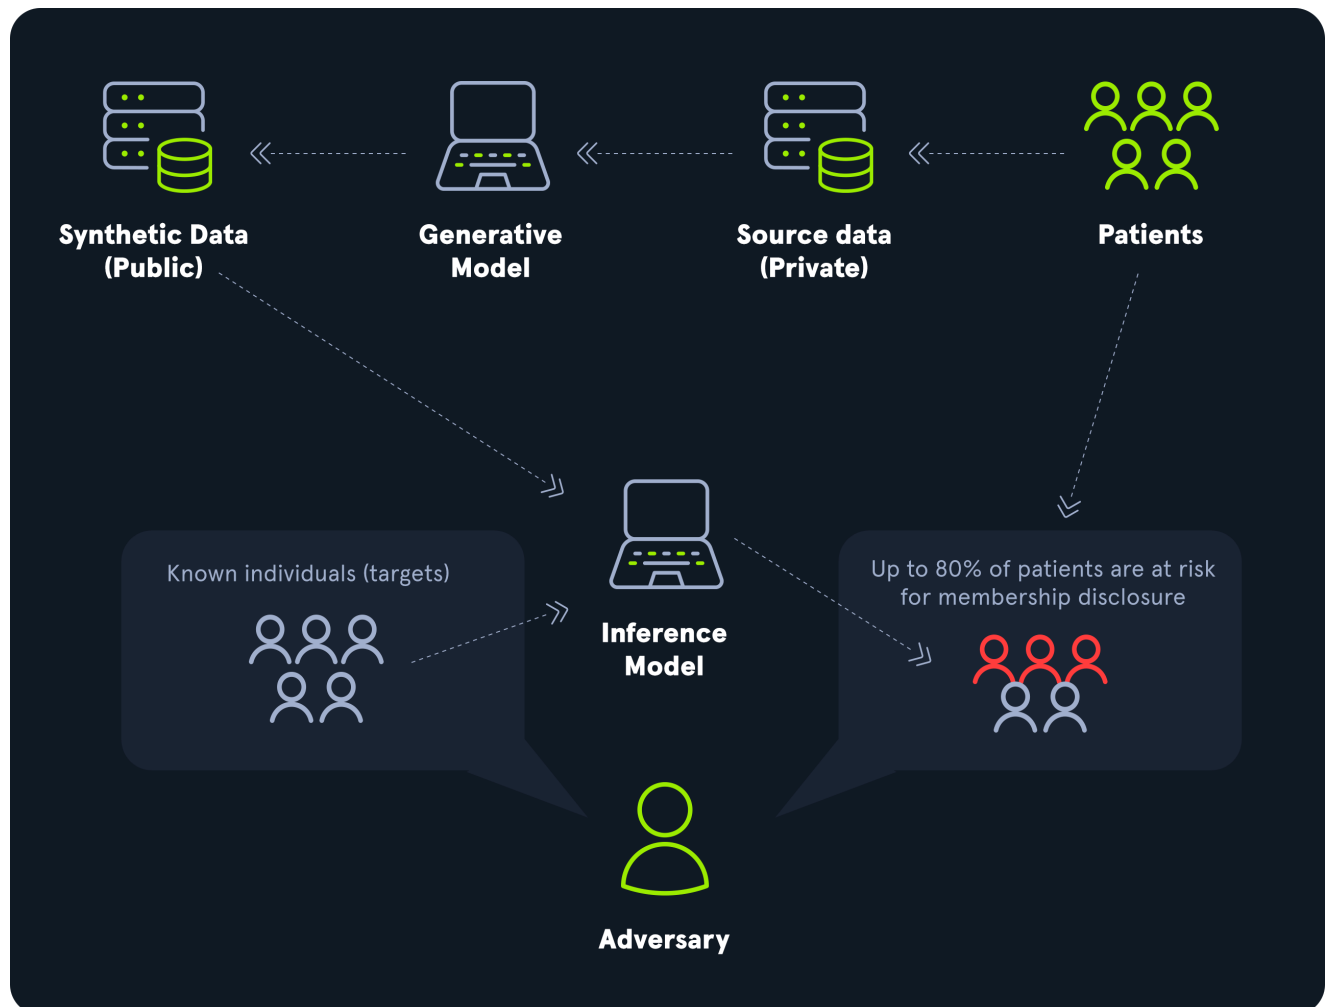 Synthetic Data
(Public)
Generative
Model
Source data
(Private)
Patients
Known individuals (targets)
Inference
Model
Up to 80% of patients are at risk
for membership disclosure
Adversary